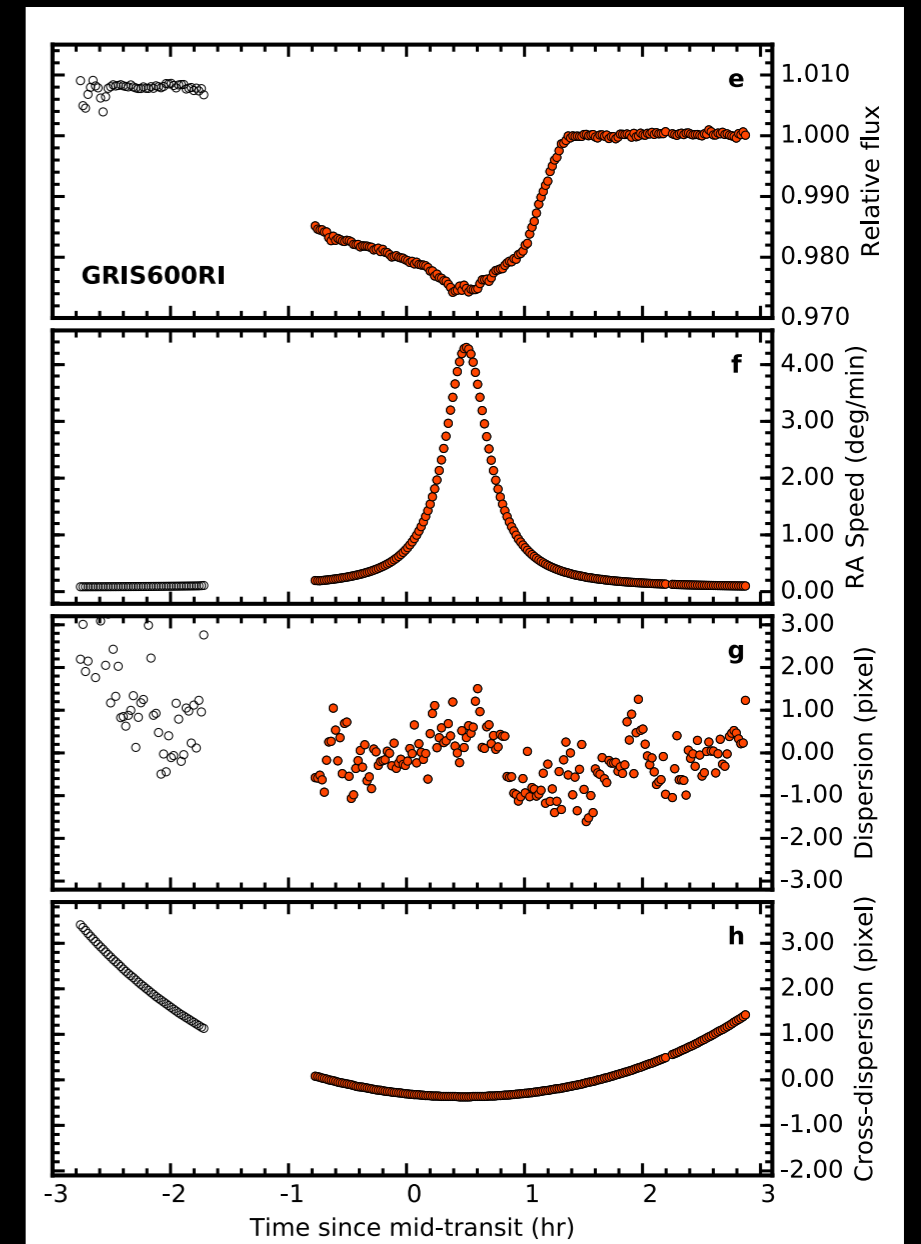 e
1.010
1.000
0.990
0.980
0.970
Relative flux
GRIS600RI
f
4.00
3.00
2.00
1.00
0.00
RA Speed (deg/min)
g
3.00
2.00
1.00
0.00
-1.00
-2.00
-3.00
Dispersion (pixel)
h
3.00
2.00
1.00
0.00
-1.00
-2.00
Cross-dispersion (pixel)
-3 -2 -1 0 1 2 3
Time since mid-transit (hr)